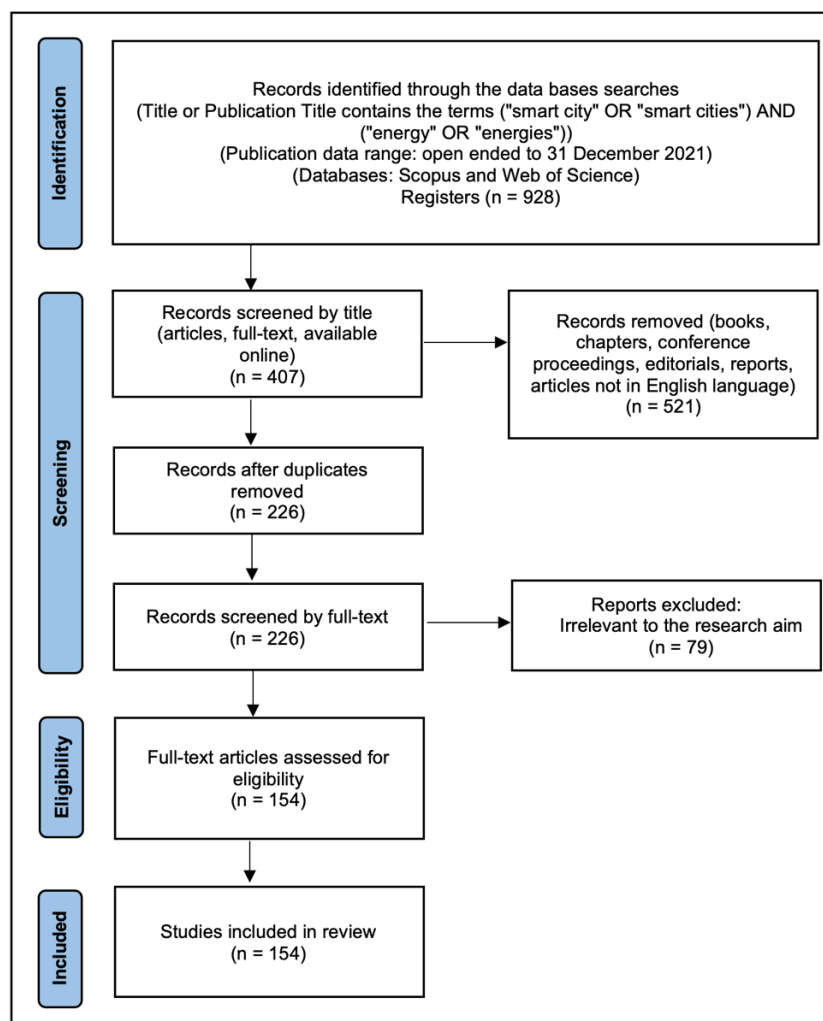 Identification
Records identified through the data bases searches
(Title or Publication Title contains the terms ("smart city" OR "smart cities") AND
("energy" OR "energies"))
(Publication data range: open ended to 31 December 2021)
(Databases: Scopus and Web of Science)
Registers (n = 928)
Screening
Records screened by title
(articles, full-text, available
online)
(n = 407)
Records removed (books,
chapters, conference
proceedings, editorials, reports,
articles not in English language)
(n = 521)
Records after duplicates
removed
(n = 226)
Records screened by full-text
(n = 226)
Reports excluded:
Irrelevant to the research aim
(n = 79)
Eligibility
Full-text articles assessed for
eligibility
(n = 154)
Included
Studies included in review
(n = 154)